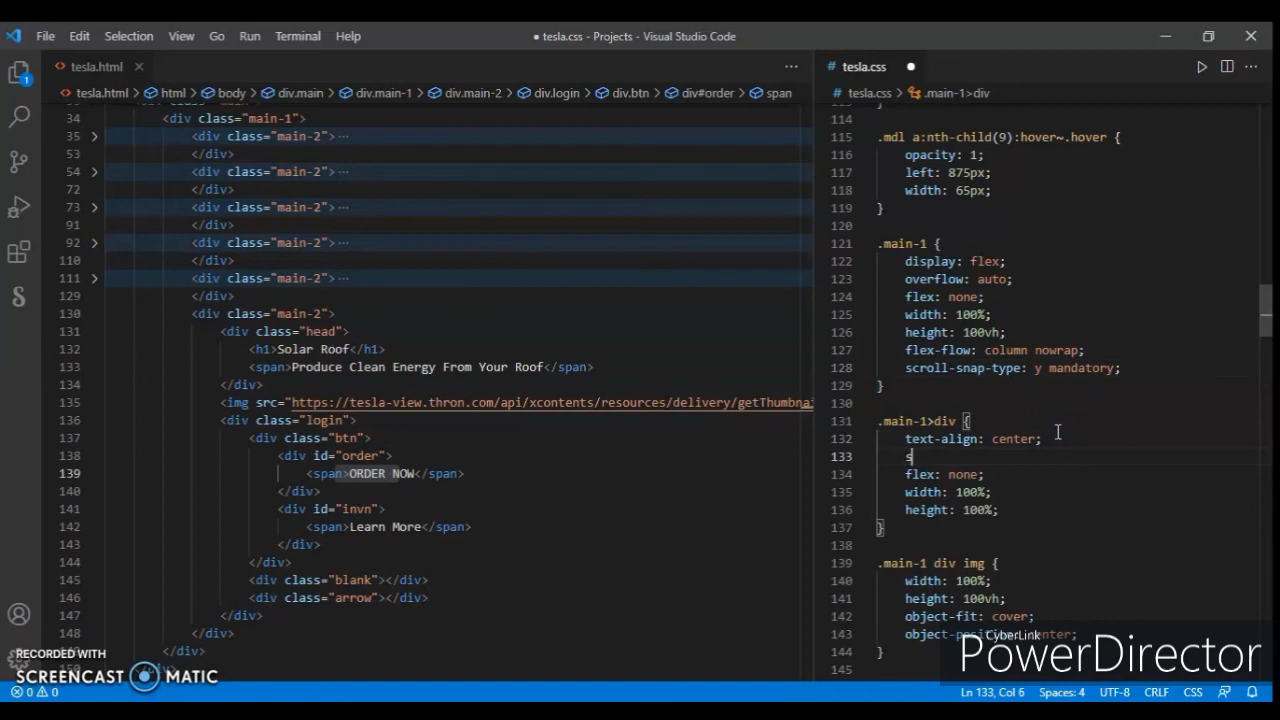 File Edit Selection View Go Run Terminal Help
● tesla.css - Projects - Visual Studio Code
tesla.html
tesla.html > html > body > div.main > div.main-1 > div.main-2 > div.login > div.btn > div#order > span
34 <div class="main-1">
35 <div class="main-2">···
53 </div>
54 <div class="main-2">···
72 </div>
73 <div class="main-2">···
91 </div>
92 <div class="main-2">···
110 </div>
111 <div class="main-2">···
129 </div>
130 <div class="main-2">
131 <div class="head">
132 <h1>Solar Roof</h1>
133 <span>Produce Clean Energy From Your Roof</span>
134 </div>
135 <img src="https://tesla-view.thron.com/api/xcontents/resources/delivery/getThumbnai
136 <div class="login">
137 <div class="btn">
138 <div id="order">
139 <span>ORDER NOW</span>
140 </div>
141 <div id="invn">
142 <span>Learn More</span>
143 </div>
144 </div>
145 <div class="blank"></div>
146 <div class="arrow"></div>
147 </div>
148 </div>
</div>
150
# tesla.css ●
# tesla.css > .main-1>div
114
115 .mdl a:nth-child(9):hover~.hover {
116 opacity: 1;
117 left: 875px;
118 width: 65px;
119 }
120
121 .main-1 {
122 display: flex;
123 overflow: auto;
124 flex: none;
125 width: 100%;
126 height: 100vh;
127 flex-flow: column nowrap;
128 scroll-snap-type: y mandatory;
129 }
130
131 .main-1>div {
132 text-align: center;
133 s
134 flex: none;
135 width: 100%;
136 height: 100%;
137 }
138
139 .main-1 div img {
140 width: 100%;
141 height: 100vh;
142 object-fit: cover;
143 object-position: center;
144 }
145
CyberLink
PowerDirector
RECORDED WITH
SCREENCAST MATIC
0 0
Ln 133, Col 6 Spaces: 4 UTF-8 CRLF CSS